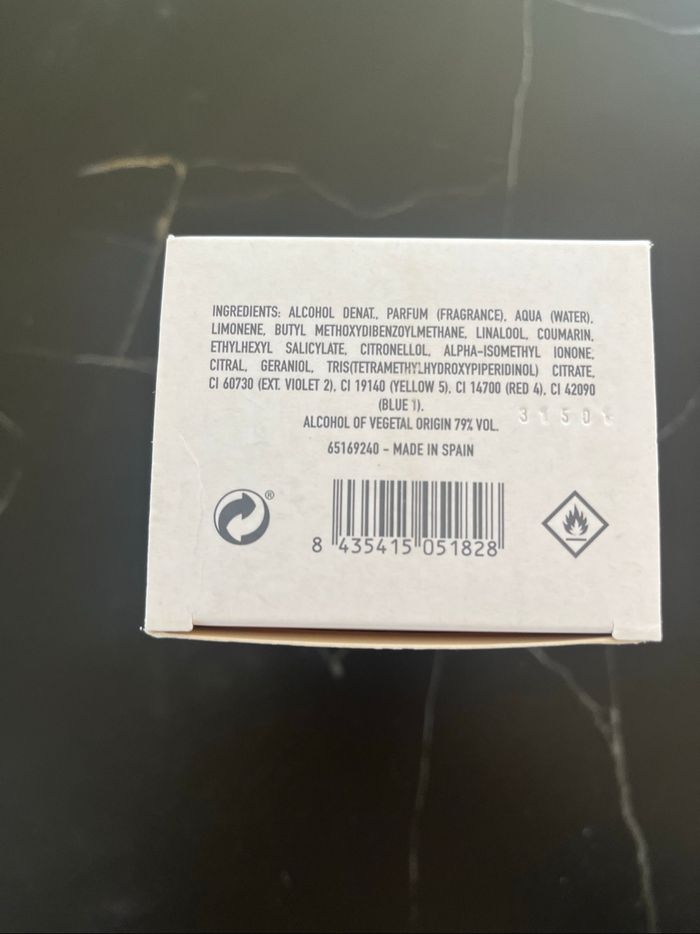 INGREDIENTS: ALCOHOL DENAT., PARFUM (FRAGRANCE), AQUA (WATER),
LIMONENE, BUTYL METHOXYDIBENZOYLMETHANE, LINALOOL, COUMARIN,
ETHYLHEXYL SALICYLATE, CITRONELLOL, ALPHA-ISOMETHYL IONONE,
CITRAL, GERANIOL, TRIS(TETRAMETHYLHYDROXYPIPERIDINOL) CITRATE,
CI 60730 (EXT. VIOLET 2), CI 19140 (YELLOW 5), CI 14700 (RED 4), CI 42090
(BLUE 1).
ALCOHOL OF VEGETAL ORIGIN 79% VOL.
65169240 - MADE IN SPAIN
®
8 435415 051828